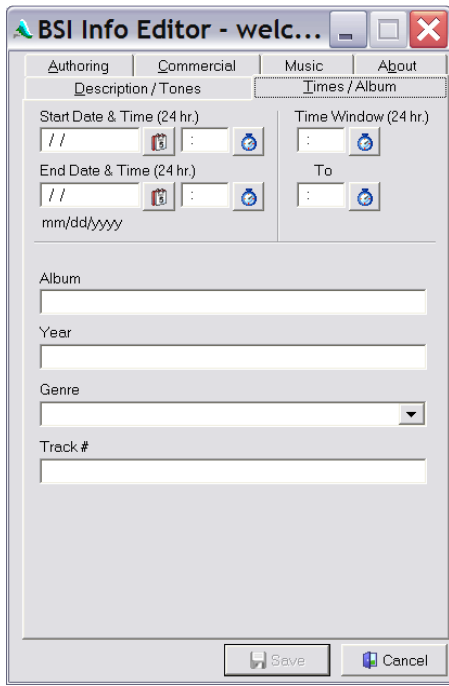 BSI Info Editor - welc...
Authoring Commercial Music About
Description / Tones Times / Album
Start Date & Time (24 hr.) Time Window (24 hr.)
/ / : :
End Date & Time (24 hr.) To
/ / : :
mm/dd/yyyy
Album
Year
Genre
Track #
Save Cancel